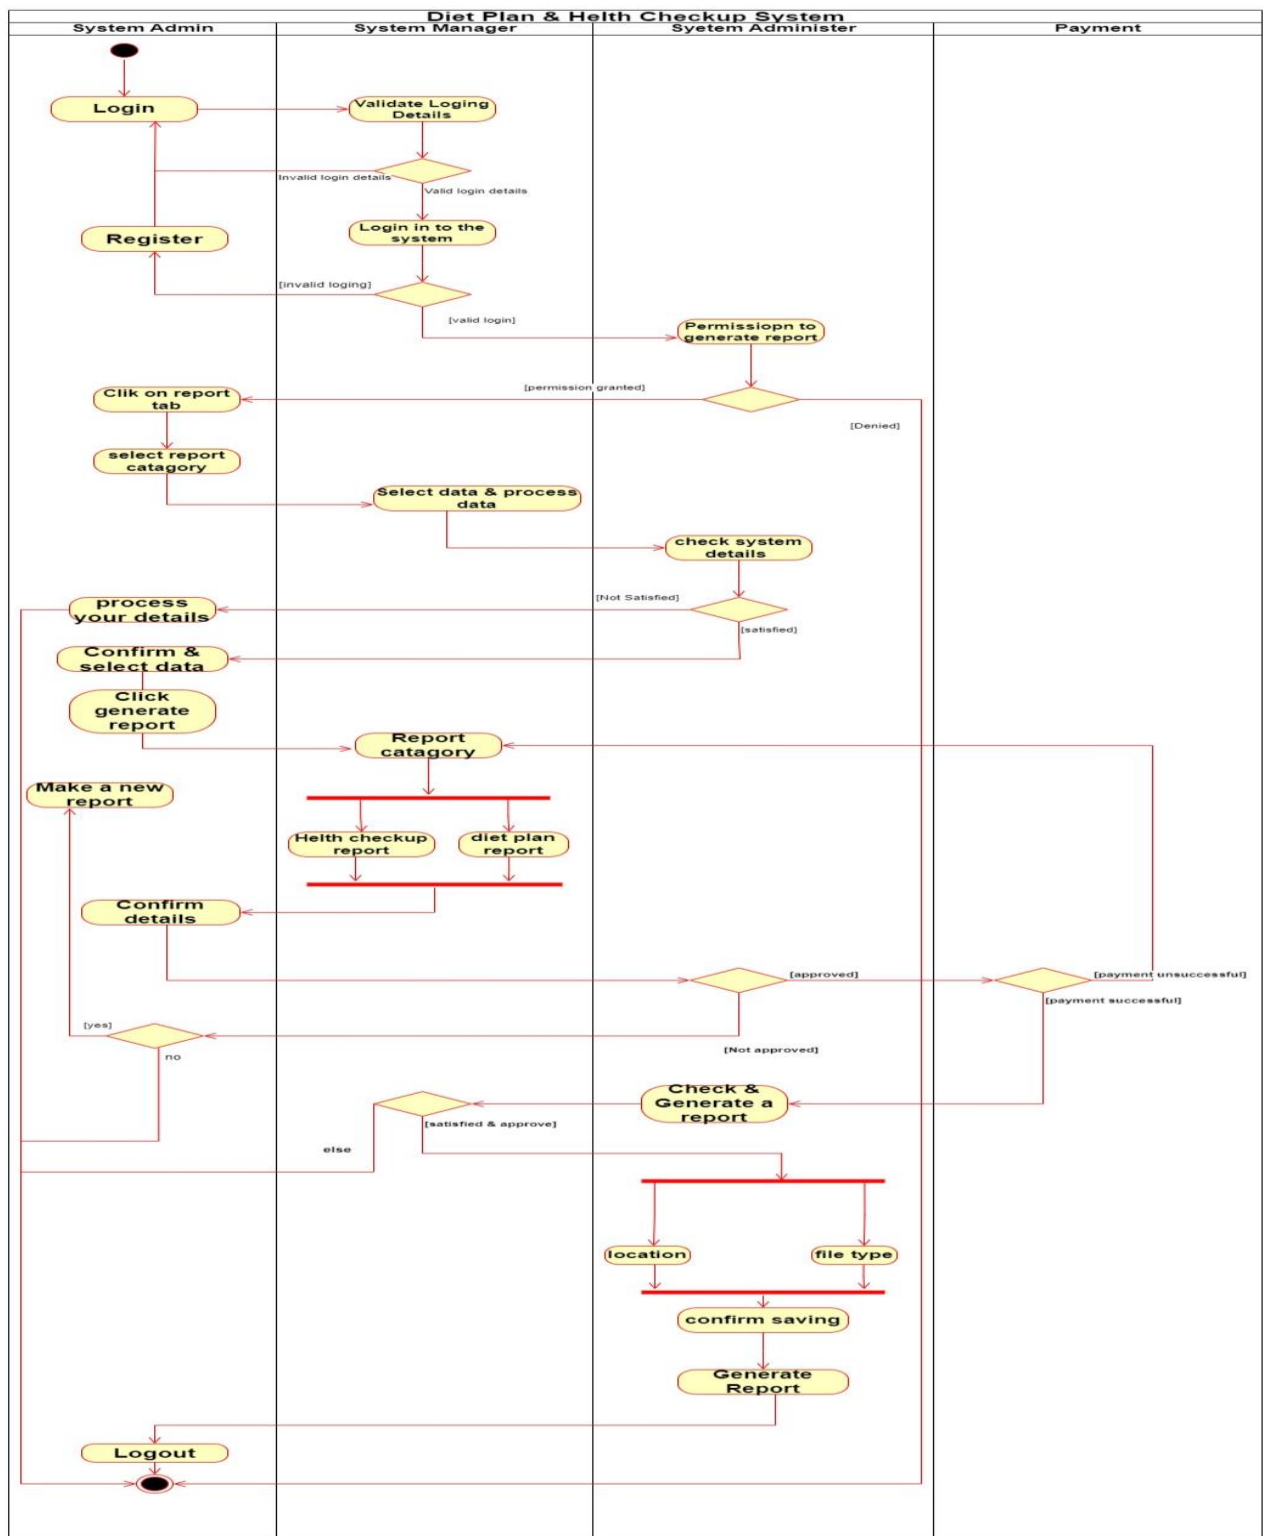 Diet Plan & Helth Checkup System
System Admin
System Manager
Syetem Administer
Payment
Login
Validate Loging
Details
Invalid login details
Valid login details
Register
Login in to the
system
[invalid loging]
[valid login]
Permissiopn to
generate report
[permission granted]
[Denied]
Clik on report
tab
select report
catagory
Select data & process
data
check system
details
[Not Satisfied]
[satisfied]
process
your details
Confirm &
select data
Click
generate
report
Report
catagory
Make a new
report
Helth checkup
report
diet plan
report
Confirm
details
[approved]
[payment unsuccessful]
[payment successful]
[yes]
no
[Not approved]
Check &
Generate a
report
[satisfied & approve]
else
location
file type
confirm saving
Generate
Report
Logout